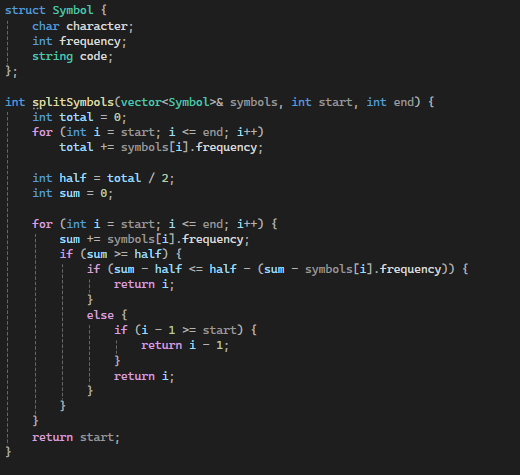 struct Symbol {
    char character;
    int frequency;
    string code;
};

int splitSymbols(vector<Symbol>& symbols, int start, int end) {
    int total = 0;
    for (int i = start; i <= end; i++)
        total += symbols[i].frequency;

    int half = total / 2;
    int sum = 0;

    for (int i = start; i <= end; i++) {
        sum += symbols[i].frequency;
        if (sum >= half) {
            if (sum - half <= half - (sum - symbols[i].frequency)) {
                return i;
            }
            else {
                if (i - 1 >= start) {
                    return i - 1;
                }
                return i;
            }
        }
    }
    return start;
}